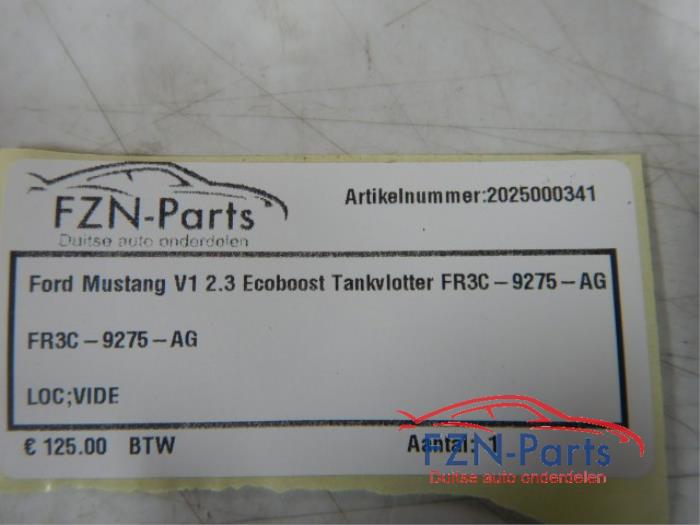 FZN-Parts
Duitse auto onderdelen
Artikelnummer:2025000341
Ford Mustang V1 2.3 Ecoboost Tankvlotter FR3C-9275-AG
FR3C-9275-AG
LOC;VIDE
€ 125.00 BTW
Aantal: 1
FZN-Parts
Duitse auto onderdelen